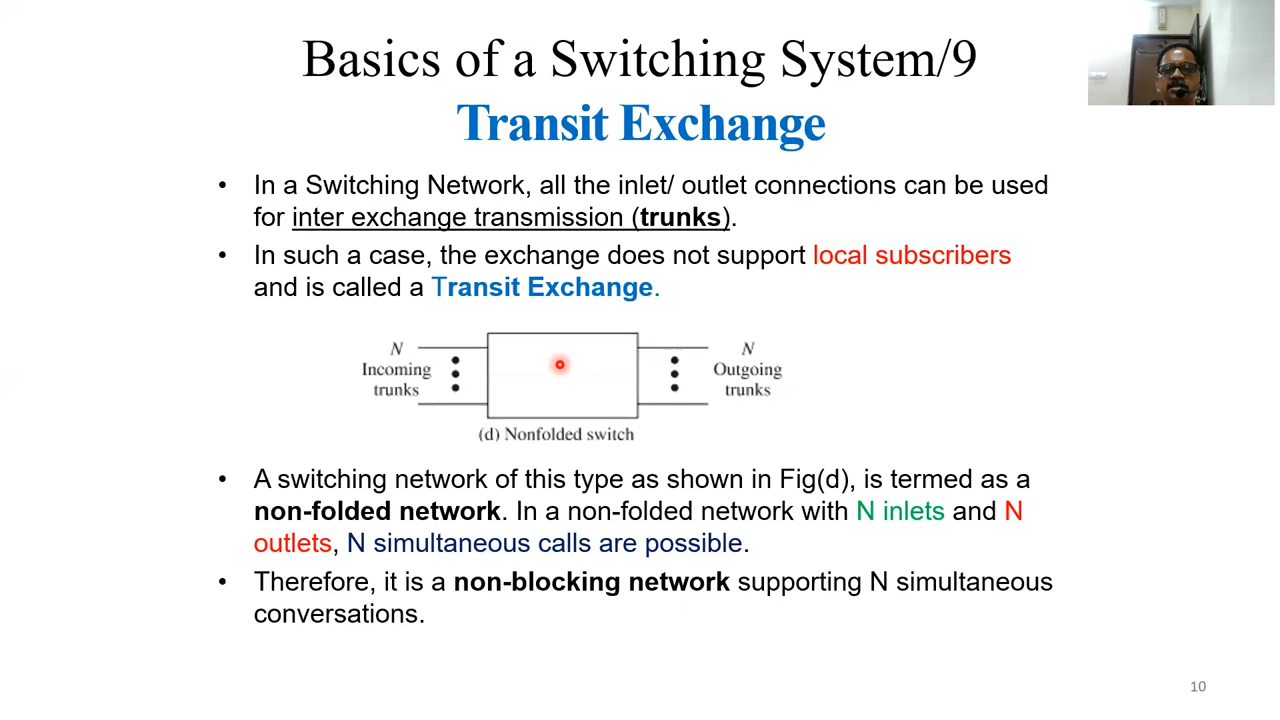 Basics of a Switching System/9
Transit Exchange
• In a Switching Network, all the inlet/ outlet connections can be used
for inter exchange transmission (trunks).
• In such a case, the exchange does not support local subscribers
and is called a Transit Exchange.
N
Incoming
trunks
N
Outgoing
trunks
(d) Nonfolded switch
• A switching network of this type as shown in Fig(d), is termed as a
non-folded network. In a non-folded network with N inlets and N
outlets, N simultaneous calls are possible.
• Therefore, it is a non-blocking network supporting N simultaneous
conversations.
10